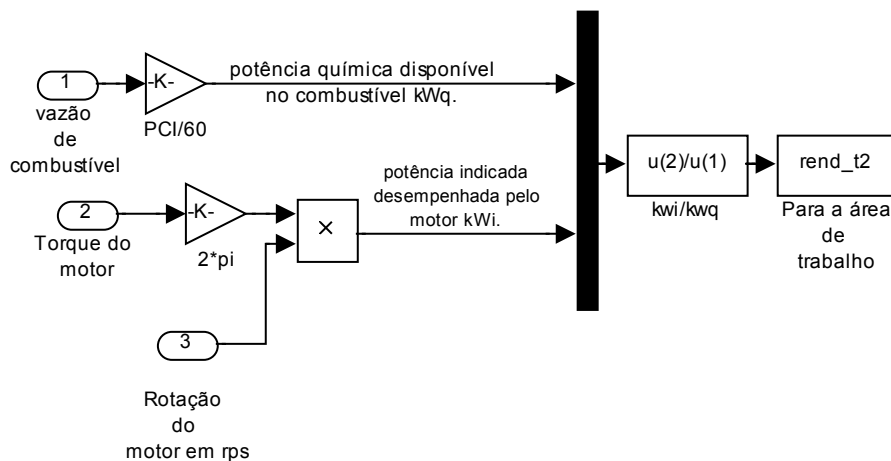 1
vazão
de
combustível
-K-
PCI/60
potência química disponível
no combustível kWq.
2
Torque do
motor
-K-
2*pi
×
potência indicada
desempenhada pelo
motor kWi.
3
Rotação
do
motor em rps
u(2)/u(1)
kwi/kwq
rend_t2
Para a área
de
trabalho